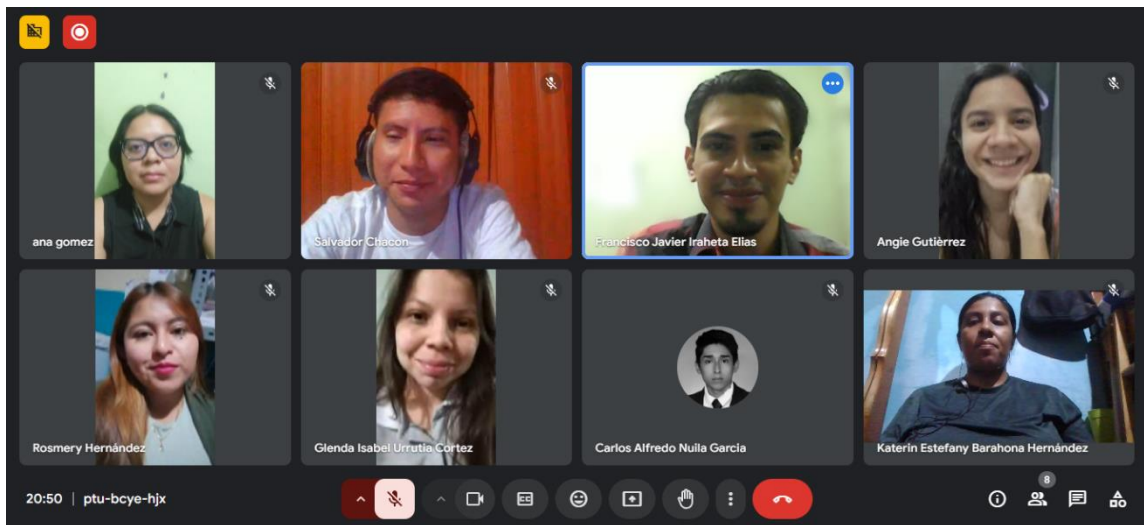 ana gomez
Salvador Chacon
Francisco Javier Iraheta Elias
Angie Gutièrrez
Rosmery Hernández
Glenda Isabel Urrutia Cortez
Carlos Alfredo Nuila Garcia
Katerin Estefany Barahona Hernández
20:50 | ptu-bcye-hjx
CC
8